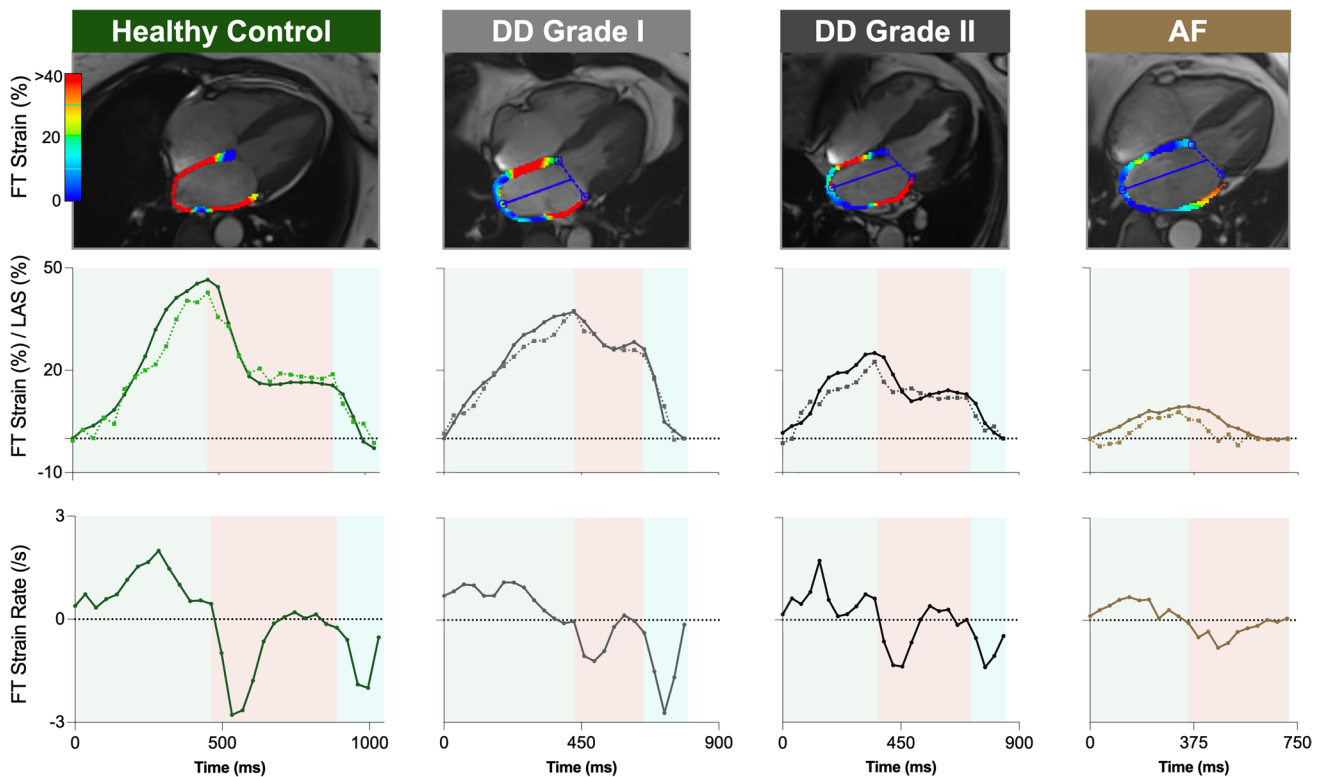 Healthy Control
DD Grade I
DD Grade II
AF
FT Strain (%)
>40
20
0
FT Strain (%) / LAS (%)
50
20
-10
FT Strain Rate (/s)
3
0
-3
0 500 1000
0 450 900
0 450 900
0 375 750
Time (ms)
Time (ms)
Time (ms)
Time (ms)